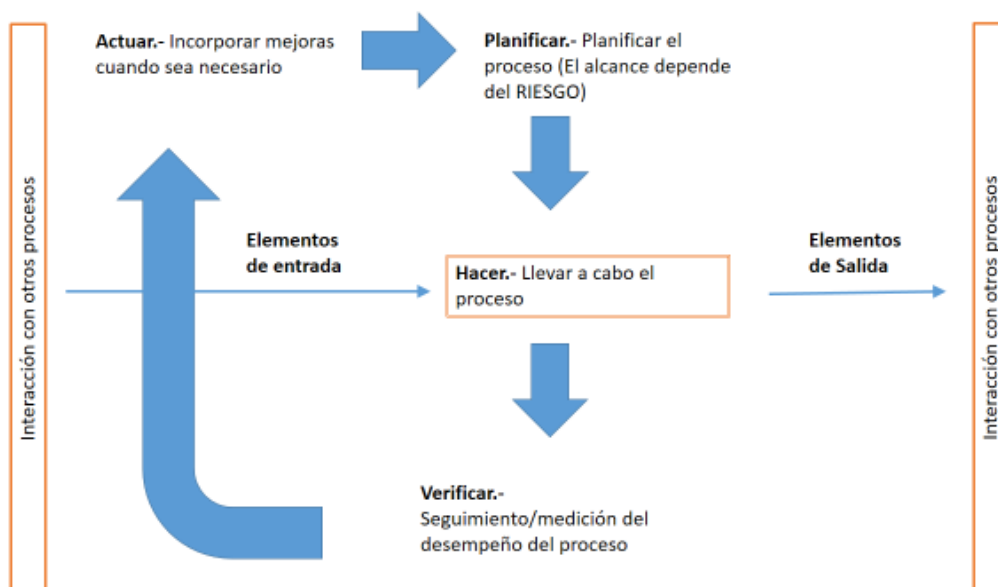 Actuar.- Incorporar mejoras
cuando sea necesario
Planificar.- Planificar el
proceso (El alcance depende
del RIESGO)
Interacción con otros procesos
Elementos
de entrada
Hacer.- Llevar a cabo el
proceso
Elementos
de Salida
Interacción con otros procesos
Verificar.-
Seguimiento/medición del
desempeño del proceso